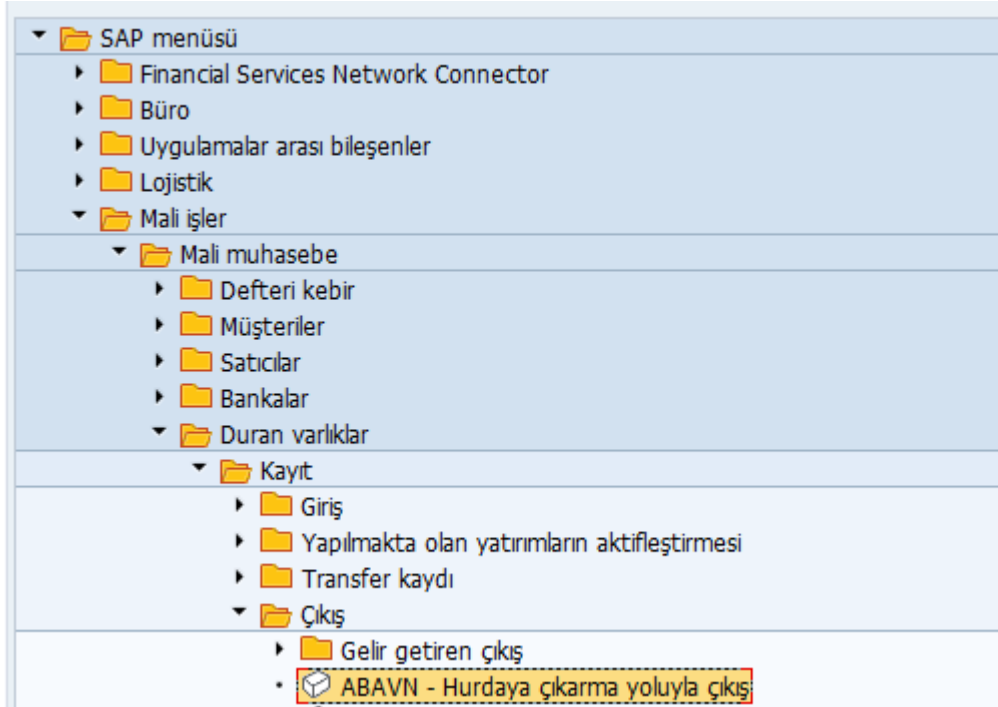 SAP menüsü
Financial Services Network Connector
Büro
Uygulamalar arası bileşenler
Lojistik
Mali işler
Mali muhasebe
Defteri kebir
Müşteriler
Satıcılar
Bankalar
Duran varlıklar
Kayıt
Giriş
Yapılmakta olan yatırımların aktifleştirmesi
Transfer kaydı
Çıkış
Gelir getiren çıkış
ABAVN - Hurdaya çıkarma yoluyla çıkış